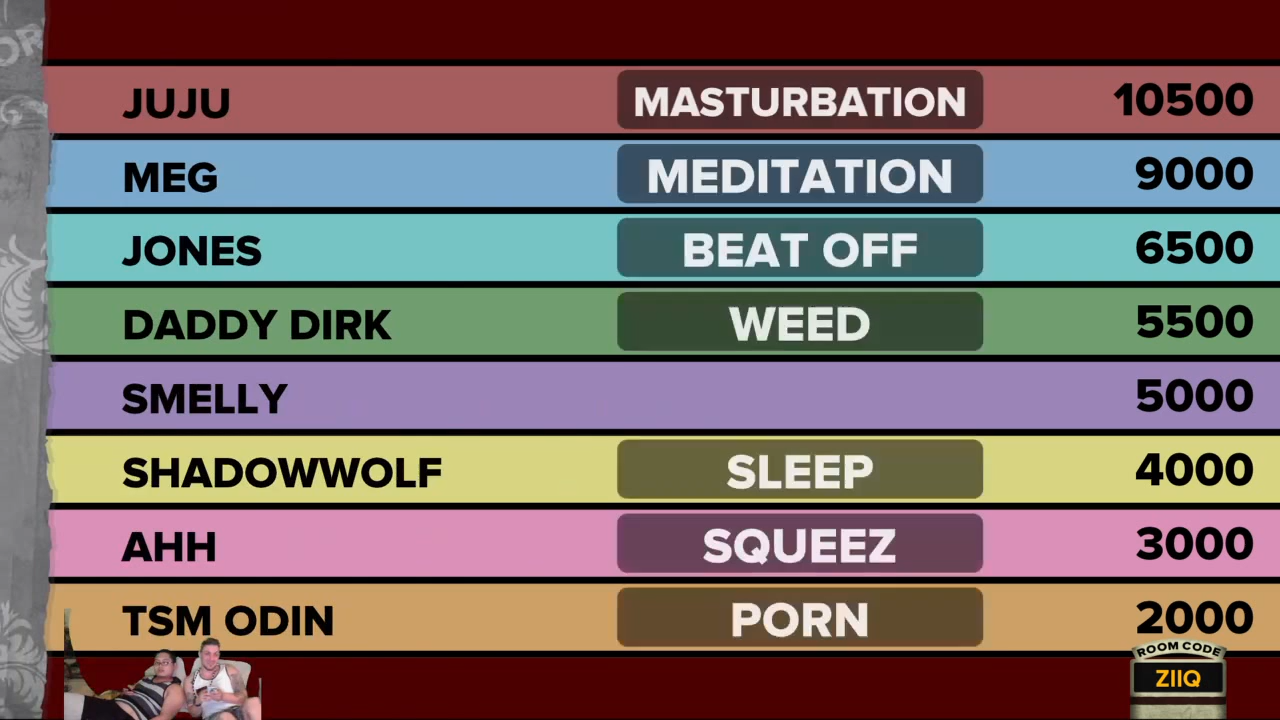 JUJU MASTURBATION 10500
MEG MEDITATION 9000
JONES BEAT OFF 6500
DADDY DIRK WEED 5500
SMELLY 5000
SHADOWWOLF SLEEP 4000
AHH SQUEEZ 3000
TSM ODIN PORN 2000
ROOM CODE
ZIIQ